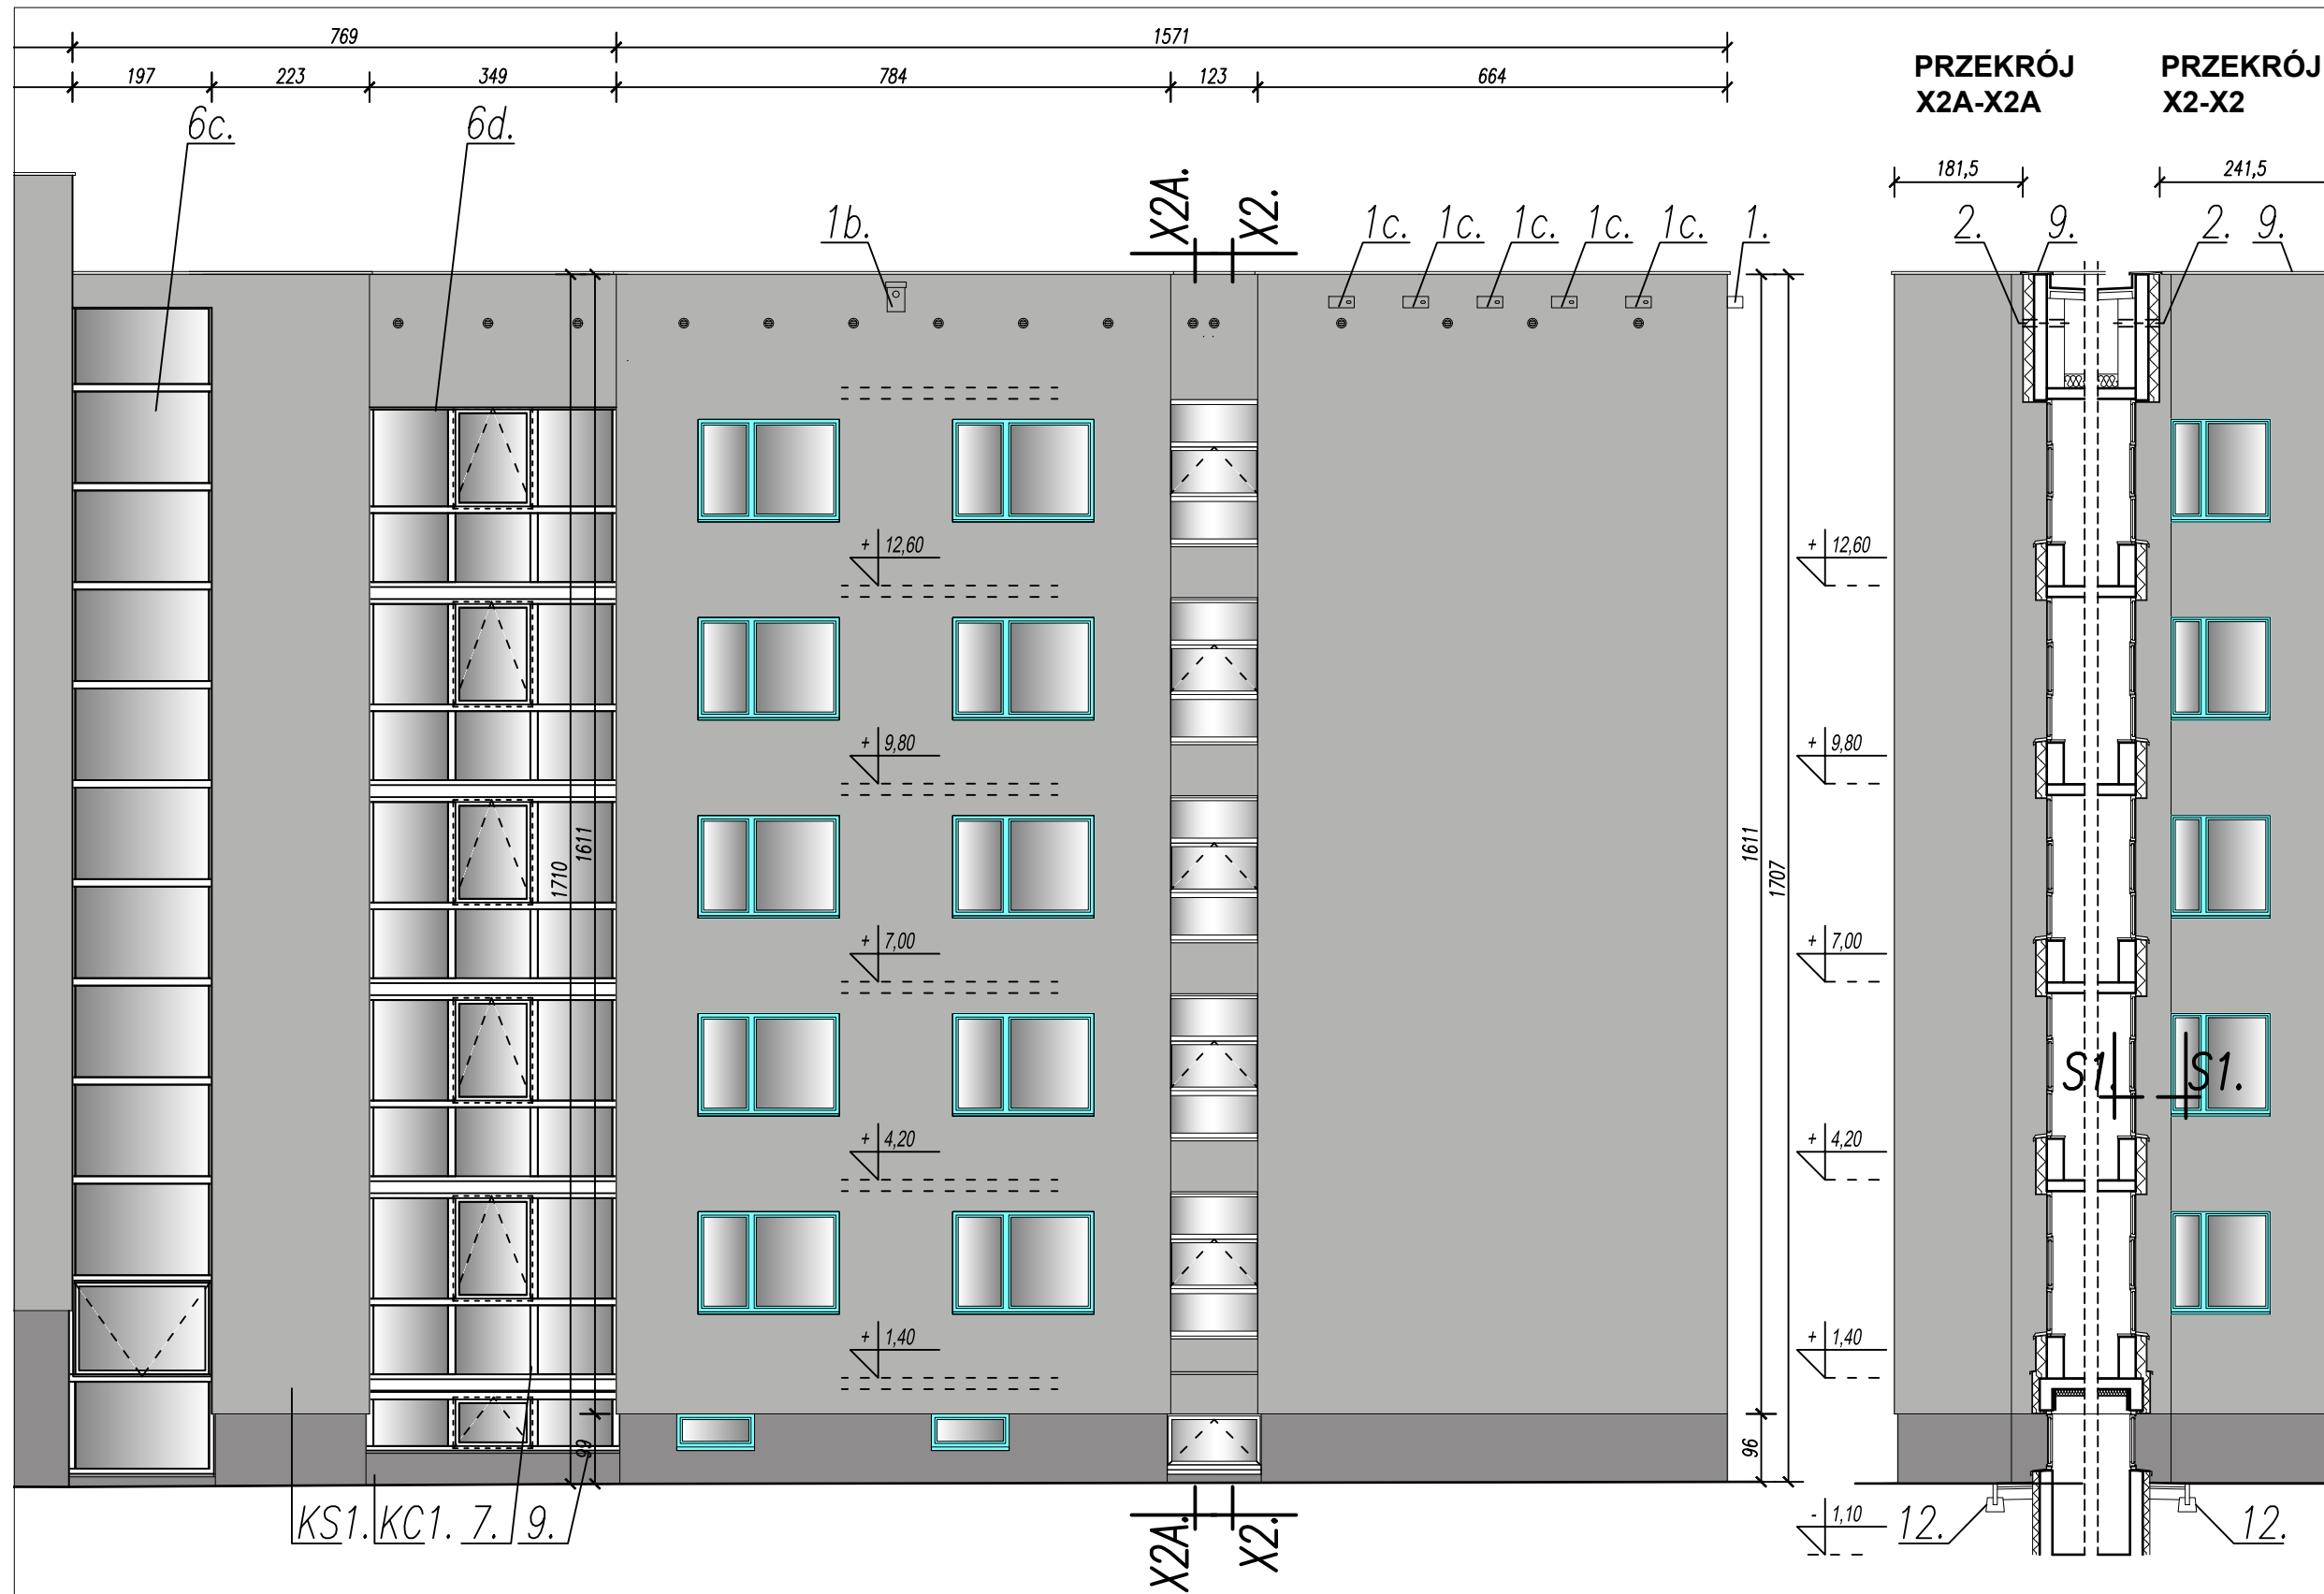 769
1571
197
223
349
784
123
664
PRZEKRÓJ
X2A-X2A
PRZEKRÓJ
X2-X2
6c.
6d.
181,5
241,5
1b.
X2A.
X2.
1c.
1c.
1c.
1c.
1c.
1.
2.
9.
2.
9.
+ 12,60
+ 12,60
+ 9,80
+ 9,80
1710
1611
1611
1707
+ 7,00
+ 7,00
S1.
S1.
+ 4,20
+ 4,20
+ 1,40
+ 1,40
99
96
KS1.
KC1.
7.
9.
X2A.
X2.
- 1,10
12.
12.